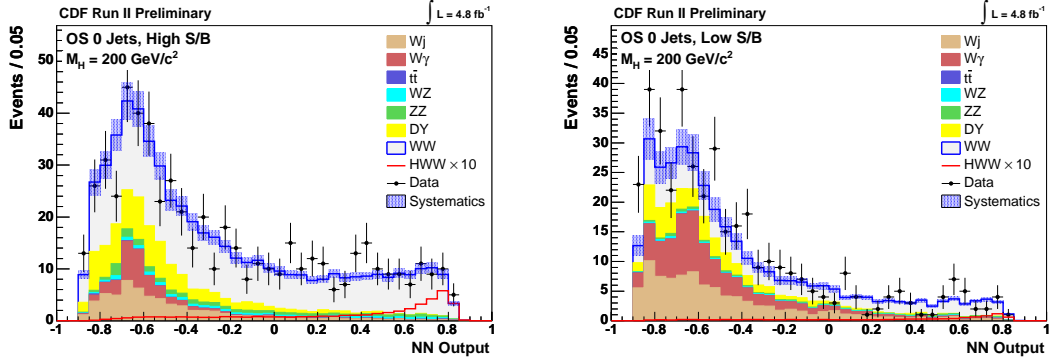 CDF Run II Preliminary
∫ L = 4.8 fb⁻¹
OS 0 Jets, High S/B
M_H = 200 GeV/c²
Wj
Wγ
tt̄
WZ
ZZ
DY
WW
HWW × 10
Data
Systematics
Events / 0.05
50
40
30
20
10
0
-1 -0.8 -0.6 -0.4 -0.2 0 0.2 0.4 0.6 0.8 1
NN Output
CDF Run II Preliminary
∫ L = 4.8 fb⁻¹
OS 0 Jets, Low S/B
M_H = 200 GeV/c²
Wj
Wγ
tt̄
WZ
ZZ
DY
WW
HWW × 10
Data
Systematics
Events / 0.05
45
40
35
30
25
20
15
10
5
0
-1 -0.8 -0.6 -0.4 -0.2 0 0.2 0.4 0.6 0.8 1
NN Output